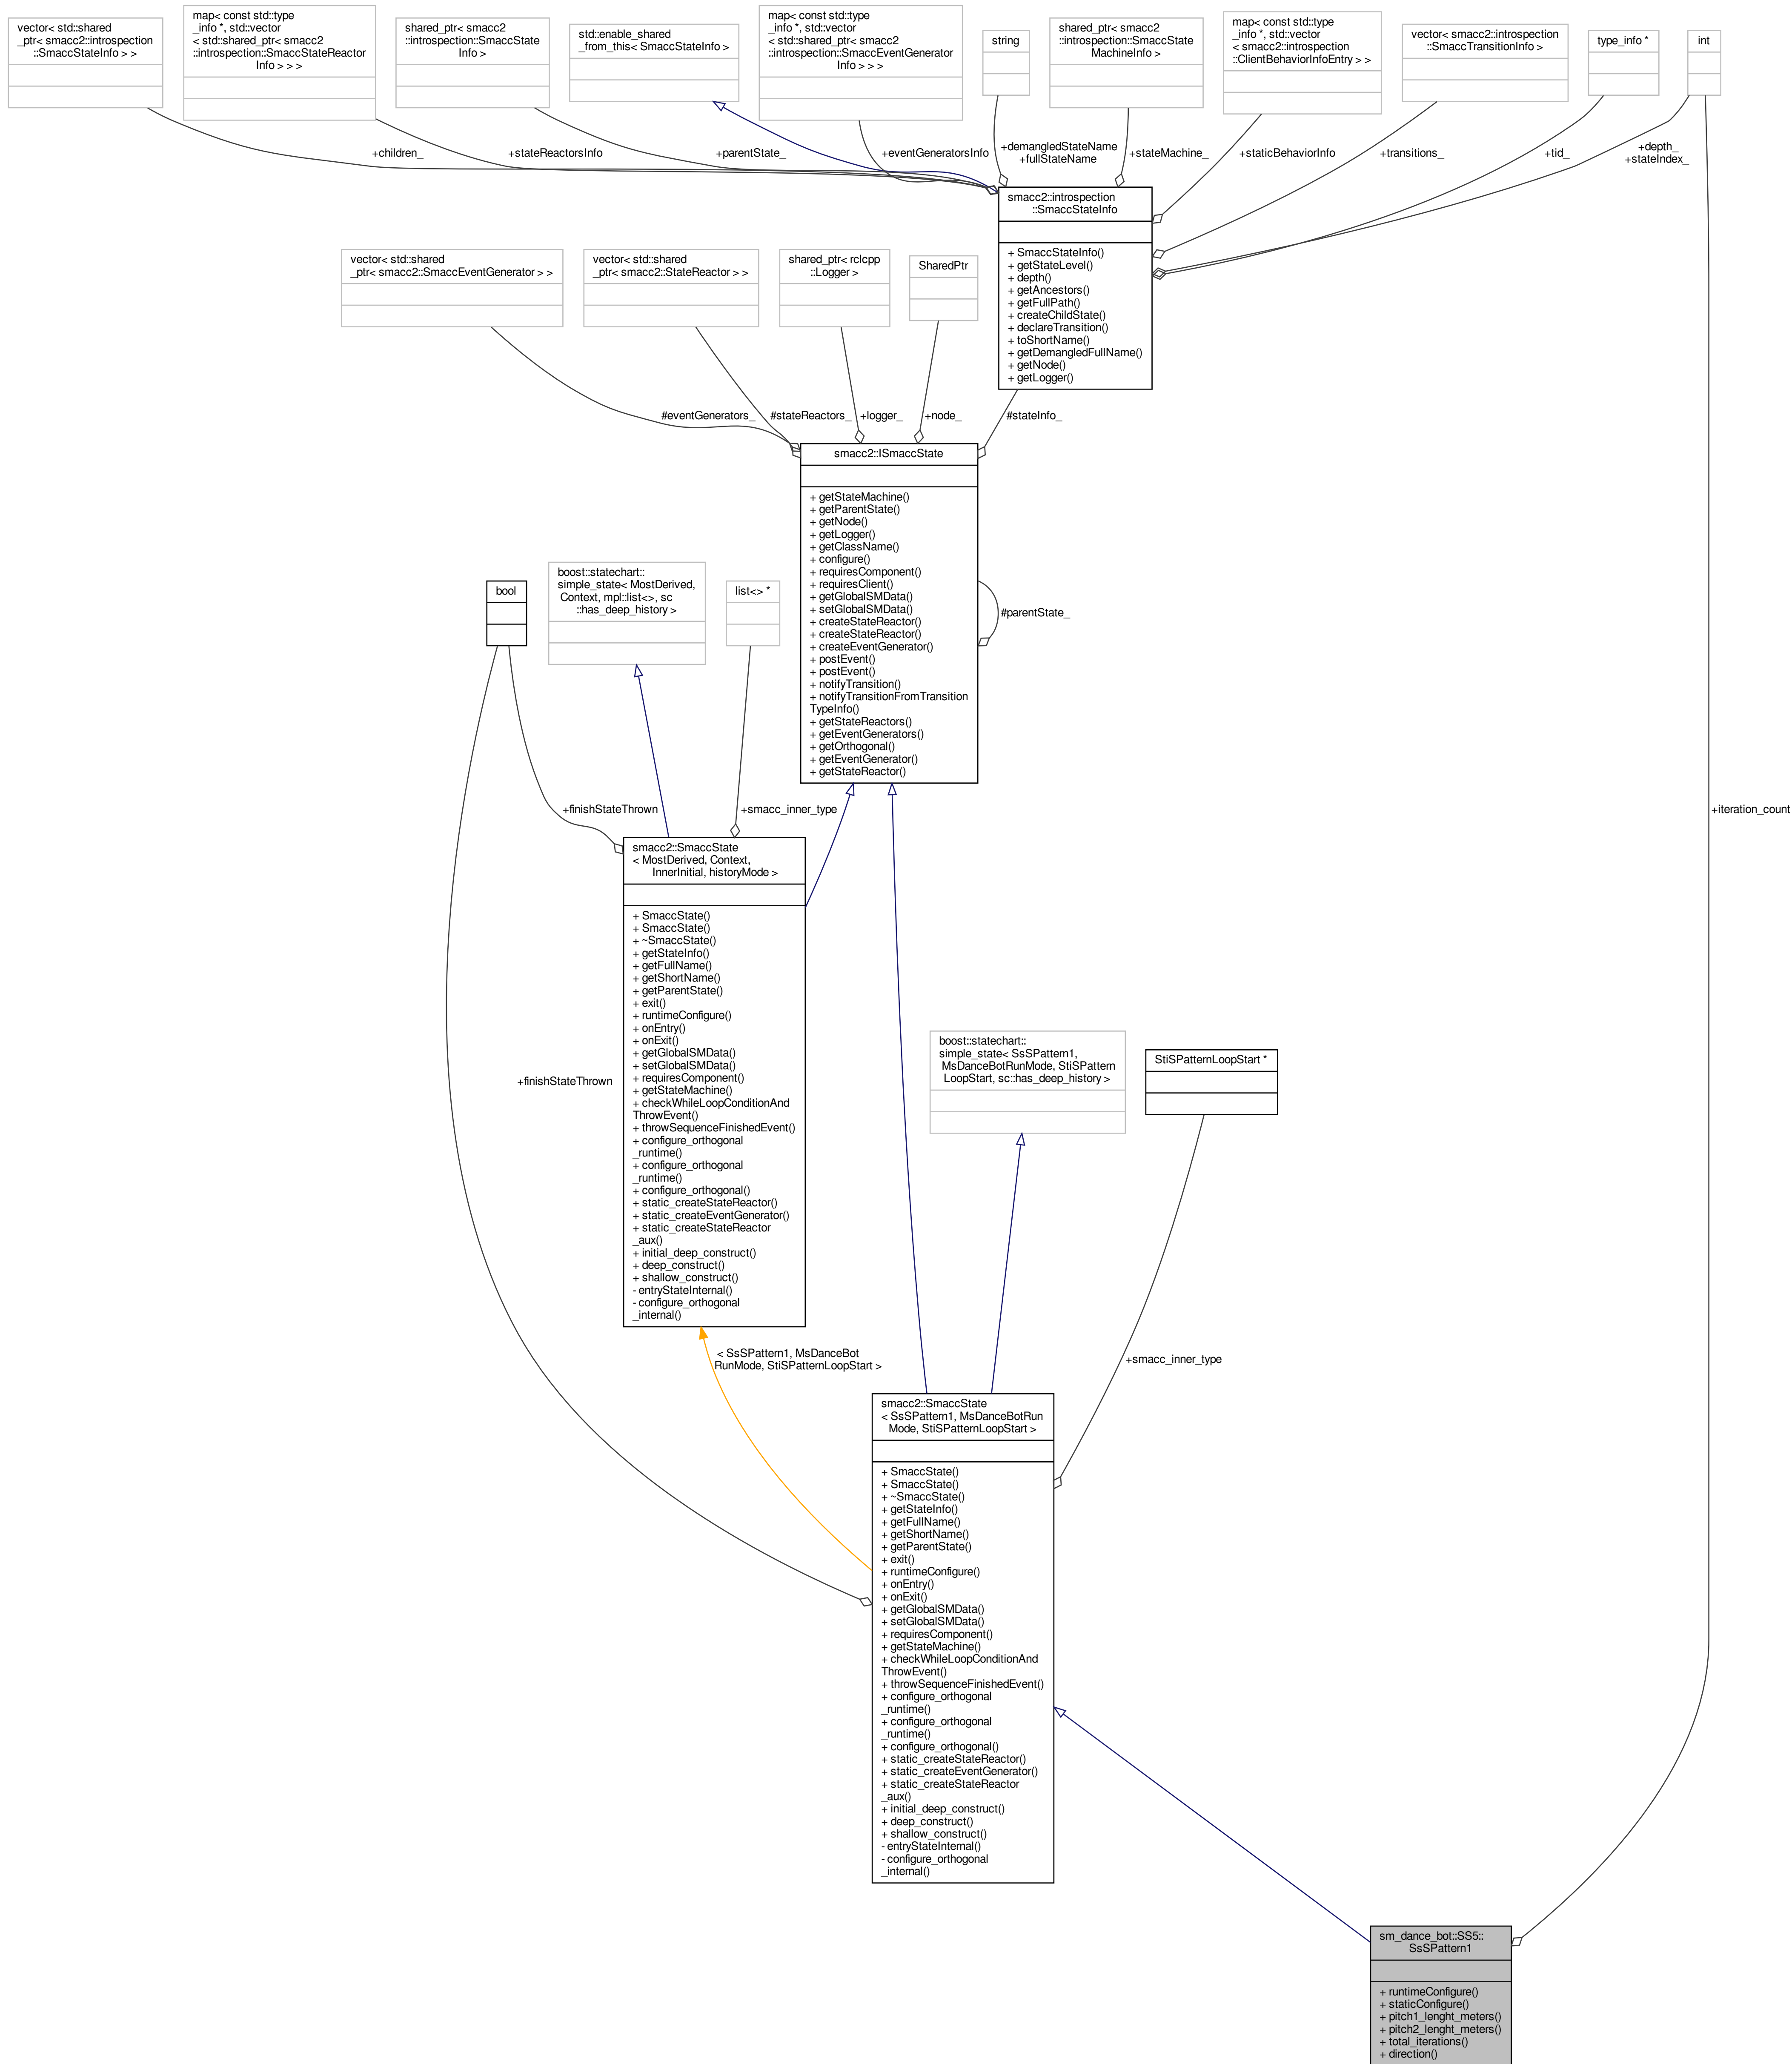 vector< std::shared
_ptr< smacc2::introspection
::SmaccStateInfo > >
map< const std::type
_info *, std::vector
< std::shared_ptr< smacc2
::introspection::SmaccStateReactor
Info > > >
shared_ptr< smacc2
::introspection::SmaccState
Info >
std::enable_shared
_from_this< SmaccStateInfo >
map< const std::type
_info *, std::vector
< std::shared_ptr< smacc2
::introspection::SmaccEventGenerator
Info > > >
string
shared_ptr< smacc2
::introspection::SmaccState
MachineInfo >
map< const std::type
_info *, std::vector
< smacc2::introspection
::ClientBehaviorInfoEntry > >
vector< smacc2::introspection
::SmaccTransitionInfo >
type_info *
int
+children_
+stateReactorsInfo
+parentState_
+eventGeneratorsInfo
+demangledStateName
+fullStateName
+stateMachine_
+staticBehaviorInfo
+transitions_
+tid_
+depth_
+stateIndex_
smacc2::introspection
::SmaccStateInfo
+ SmaccStateInfo()
+ getStateLevel()
+ depth()
+ getAncestors()
+ getFullPath()
+ createChildState()
+ declareTransition()
+ toShortName()
+ getDemangledFullName()
+ getNode()
+ getLogger()
vector< std::shared
_ptr< smacc2::SmaccEventGenerator > >
vector< std::shared
_ptr< smacc2::StateReactor > >
shared_ptr< rclcpp
::Logger >
SharedPtr
#eventGenerators_
#stateReactors_
+logger_
+node_
#stateInfo_
smacc2::ISmaccState
+ getStateMachine()
+ getParentState()
+ getNode()
+ getLogger()
+ getClassName()
+ configure()
+ requiresComponent()
+ requiresClient()
+ getGlobalSMData()
+ setGlobalSMData()
+ createStateReactor()
+ createStateReactor()
+ createEventGenerator()
+ postEvent()
+ postEvent()
+ notifyTransition()
+ notifyTransitionFromTransition
TypeInfo()
+ getStateReactors()
+ getEventGenerators()
+ getOrthogonal()
+ getEventGenerator()
+ getStateReactor()
#parentState_
bool
boost::statechart::
simple_state< MostDerived,
Context, mpl::list<>, sc
::has_deep_history >
list<> *
+finishStateThrown
+smacc_inner_type
+iteration_count
smacc2::SmaccState
< MostDerived, Context,
InnerInitial, historyMode >
+ SmaccState()
+ SmaccState()
+ ~SmaccState()
+ getStateInfo()
+ getFullName()
+ getShortName()
+ getParentState()
+ exit()
+ runtimeConfigure()
+ onEntry()
+ onExit()
+ getGlobalSMData()
+ setGlobalSMData()
+ requiresComponent()
+ getStateMachine()
+ checkWhileLoopConditionAnd
ThrowEvent()
+ throwSequenceFinishedEvent()
+ configure_orthogonal
_runtime()
+ configure_orthogonal
_runtime()
+ configure_orthogonal()
+ static_createStateReactor()
+ static_createEventGenerator()
+ static_createStateReactor
_aux()
+ initial_deep_construct()
+ deep_construct()
+ shallow_construct()
- entryStateInternal()
- configure_orthogonal
_internal()
+finishStateThrown
boost::statechart::
simple_state< SsSPattern1,
MsDanceBotRunMode, StiSPattern
LoopStart, sc::has_deep_history >
StiSPatternLoopStart *
< SsSPattern1, MsDanceBot
RunMode, StiSPatternLoopStart >
+smacc_inner_type
smacc2::SmaccState
< SsSPattern1, MsDanceBotRun
Mode, StiSPatternLoopStart >
+ SmaccState()
+ SmaccState()
+ ~SmaccState()
+ getStateInfo()
+ getFullName()
+ getShortName()
+ getParentState()
+ exit()
+ runtimeConfigure()
+ onEntry()
+ onExit()
+ getGlobalSMData()
+ setGlobalSMData()
+ requiresComponent()
+ getStateMachine()
+ checkWhileLoopConditionAnd
ThrowEvent()
+ throwSequenceFinishedEvent()
+ configure_orthogonal
_runtime()
+ configure_orthogonal
_runtime()
+ configure_orthogonal()
+ static_createStateReactor()
+ static_createEventGenerator()
+ static_createStateReactor
_aux()
+ initial_deep_construct()
+ deep_construct()
+ shallow_construct()
- entryStateInternal()
- configure_orthogonal
_internal()
sm_dance_bot::SS5::
SsSPattern1
+ runtimeConfigure()
+ staticConfigure()
+ pitch1_lenght_meters()
+ pitch2_lenght_meters()
+ total_iterations()
+ direction()